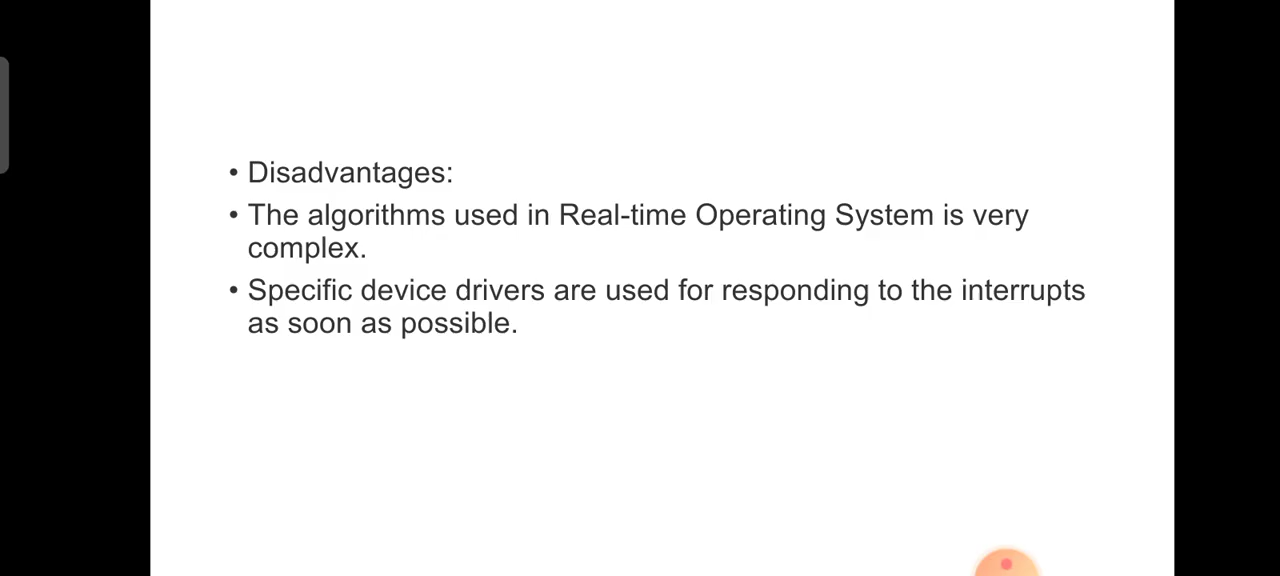 • Disadvantages:
• The algorithms used in Real-time Operating System is very
complex.
• Specific device drivers are used for responding to the interrupts
as soon as possible.